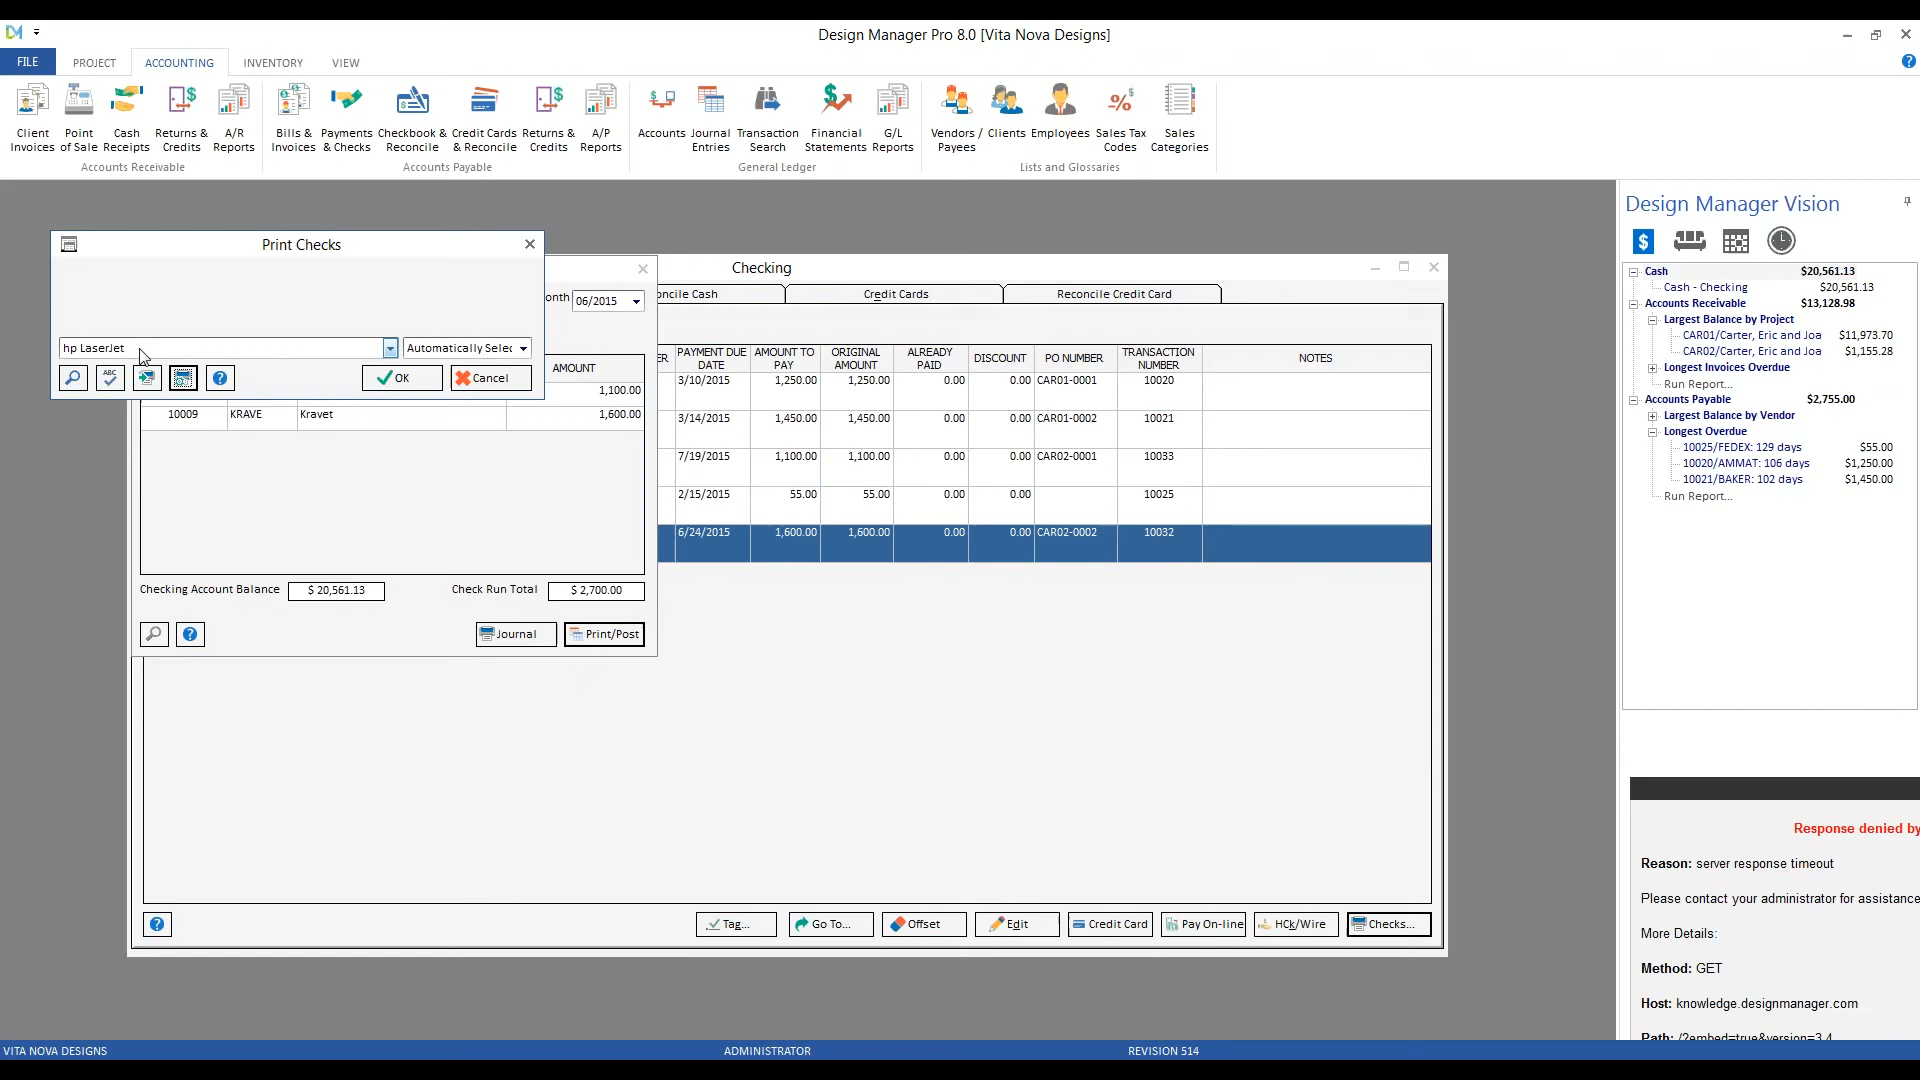 Design Manager Pro 8.0 [Vita Nova Designs]
FILE PROJECT ACCOUNTING INVENTORY VIEW
Client Invoices
Point of Sale
Cash Receipts
Returns & Credits
A/R Reports
Accounts Receivable
Bills & Invoices
Payments & Checks
Checkbook & Reconcile
Credit Cards & Reconcile
Returns & Credits
A/P Reports
Accounts Payable
Accounts
Journal Entries
Transaction Search
Financial Statements
G/L Reports
General Ledger
Vendors / Payees
Clients
Employees
Sales Tax Codes
Sales Categories
Lists and Glossaries
Print Checks
hp LaserJet
Automatically Selec
ABC
OK
Cancel
onth 06/2015
AMOUNT
1,100.00
10009 KRAVE Kravet 1,600.00
Checking Account Balance $ 20,561.13
Check Run Total $ 2,700.00
Journal
Print/Post
Checking
oncile Cash
Credit Cards
Reconcile Credit Card
ER PAYMENT DUE DATE AMOUNT TO PAY ORIGINAL AMOUNT ALREADY PAID DISCOUNT PO NUMBER TRANSACTION NUMBER NOTES
3/10/2015 1,250.00 1,250.00 0.00 0.00 CAR01-0001 10020
3/14/2015 1,450.00 1,450.00 0.00 0.00 CAR01-0002 10021
7/19/2015 1,100.00 1,100.00 0.00 0.00 CAR02-0001 10033
2/15/2015 55.00 55.00 0.00 0.00 10025
6/24/2015 1,600.00 1,600.00 0.00 0.00 CAR02-0002 10032
Tag...
Go To...
Offset
Edit
Credit Card
Pay On-line
HCk/Wire
Checks...
Design Manager Vision
Cash $20,561.13
Cash - Checking $20,561.13
Accounts Receivable $13,128.98
Largest Balance by Project
CAR01/Carter, Eric and Joa $11,973.70
CAR02/Carter, Eric and Joa $1,155.28
Longest Invoices Overdue
Run Report...
Accounts Payable $2,755.00
Largest Balance by Vendor
Longest Overdue
10025/FEDEX: 129 days $55.00
10020/AMMAT: 106 days $1,250.00
10021/BAKER: 102 days $1,450.00
Run Report...
Response denied by
Reason: server response timeout
Please contact your administrator for assistance
More Details:
Method: GET
Host: knowledge.designmanager.com
Path: /?embed=true&version=3.4
VITA NOVA DESIGNS
ADMINISTRATOR
REVISION 514